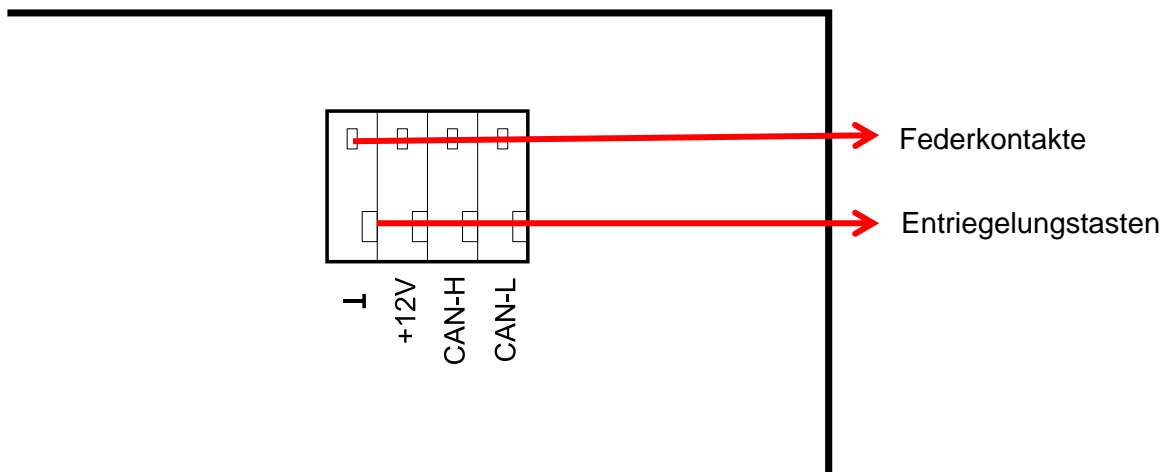 Federkontakte
Entriegelungstasten
+12V
CAN-H
CAN-L